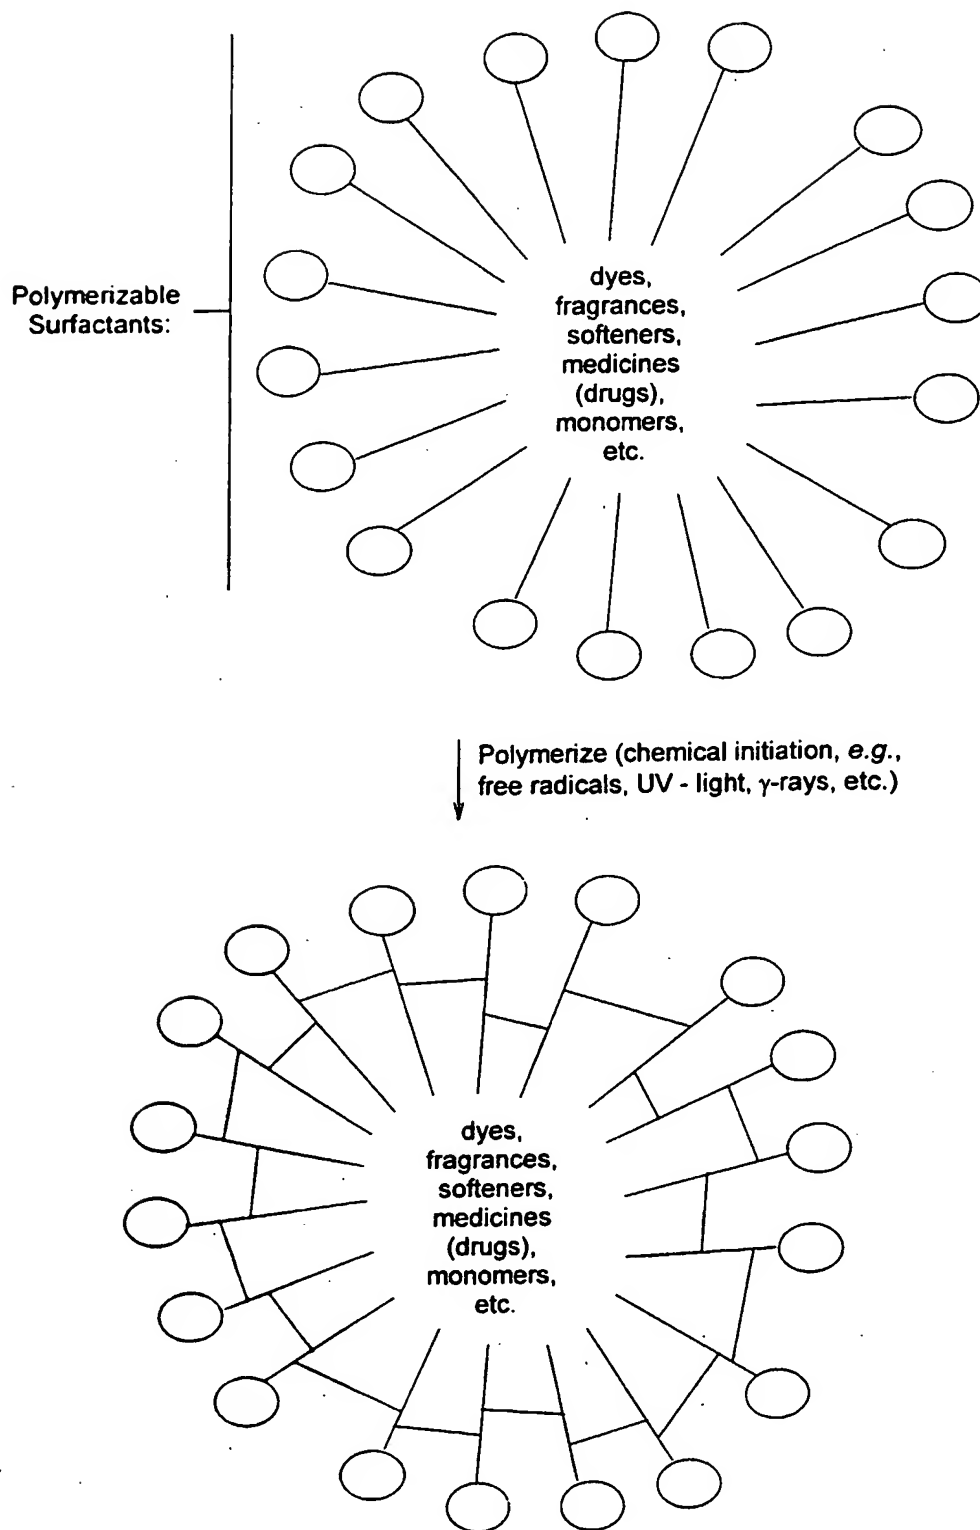 Polymerizable
Surfactants:
dyes,
fragrances,
softeners,
medicines
(drugs),
monomers,
etc.
Polymerize (chemical initiation, e.g.,
free radicals, UV - light, γ-rays, etc.)
dyes,
fragrances,
softeners,
medicines
(drugs),
monomers,
etc.